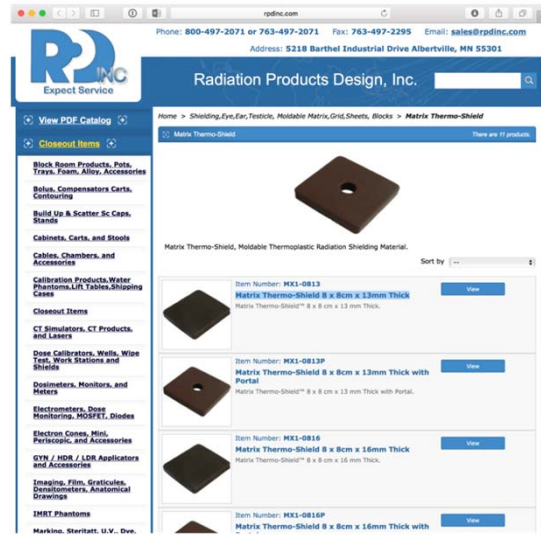 rpdinc.com
Phone: 800-497-2071 or 763-497-2071 Fax: 763-497-2295 Email: sales@rpdinc.com
Address: 5218 Barthel Industrial Drive Albertville, MN 55301
RPD INC
Expect Service
Radiation Products Design, Inc.
View PDF Catalog
Closeout Items
Block Room Products, Pots,
Trays, Foam, Alloy, Accessories
Bolus, Compensators Carts,
Contouring
Build Up & Scatter Sc Caps,
Stands
Cabinets, Carts, and Stools
Cables, Chambers, and
Accessories
Calibration Products,Water
Phantoms,Lift Tables,Shipping
Cases
Closeout Items
CT Simulators, CT Products,
and Lasers
Dose Calibrators, Wells, Wipe
Test, Work Stations and
Shields
Dosimeters, Monitors, and
Meters
Electrometers, Dose
Monitoring, MOSFET, Diodes
Electron Cones, Mini,
Periscopic, and Accessories
GYN / HDR / LDR Applicators
and Accessories
Imaging, Film, Graticules,
Densitometers, Anatomical
Drawings
IMRT Phantoms
Marking, Steritatt, U.V., Dye,
Home > Shielding,Eye,Ear,Testicle, Moldable Matrix,Grid,Sheets, Blocks > Matrix Thermo-Shield
Matrix Thermo-Shield There are 11 products.
Matrix Thermo-Shield, Moldable Thermoplastic Radiation Shielding Material.
Sort by --
Item Number: MX1-0813
Matrix Thermo-Shield 8 x 8cm x 13mm Thick
Matrix Thermo-Shield™ 8 x 8 cm x 13 mm Thick.
View
Item Number: MX1-0813P
Matrix Thermo-Shield 8 x 8cm x 13mm Thick with
Portal
Matrix Thermo-Shield™ 8 x 8 cm x 13 mm Thick with Portal.
View
Item Number: MX1-0816
Matrix Thermo-Shield 8 x 8cm x 16mm Thick
Matrix Thermo-Shield™ 8 x 8 cm x 16 mm Thick.
View
Item Number: MX1-0816P
Matrix Thermo-Shield 8 x 8cm x 16mm Thick with
View